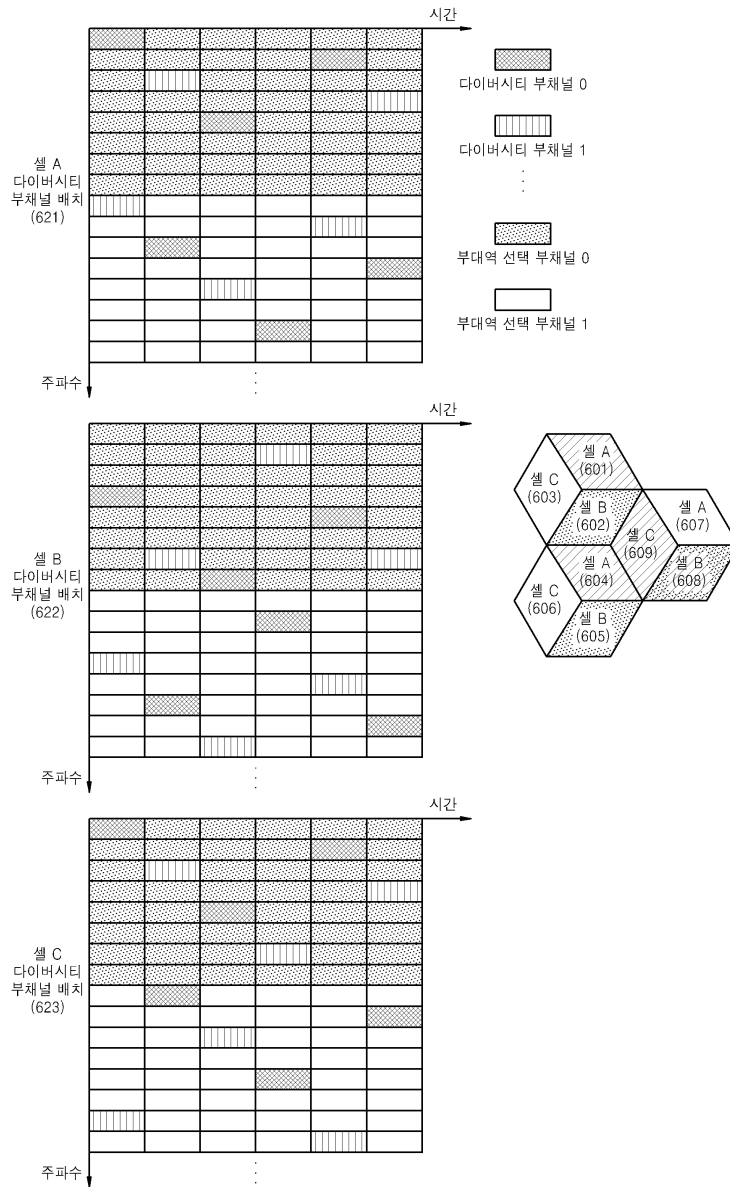 시간
다이버시티 부채널 0
다이버시티 부채널 1
부대역 선택 부채널 0
부대역 선택 부채널 1
셀 A
다이버시티
부채널 배치
(621)
주파수
시간
셀 B
다이버시티
부채널 배치
(622)
주파수
셀 A
(601)
셀 C
(603)
셀 B
(602)
셀 A
(607)
셀 C
(609)
셀 A
(604)
셀 B
(608)
셀 C
(606)
셀 B
(605)
시간
셀 C
다이버시티
부채널 배치
(623)
주파수